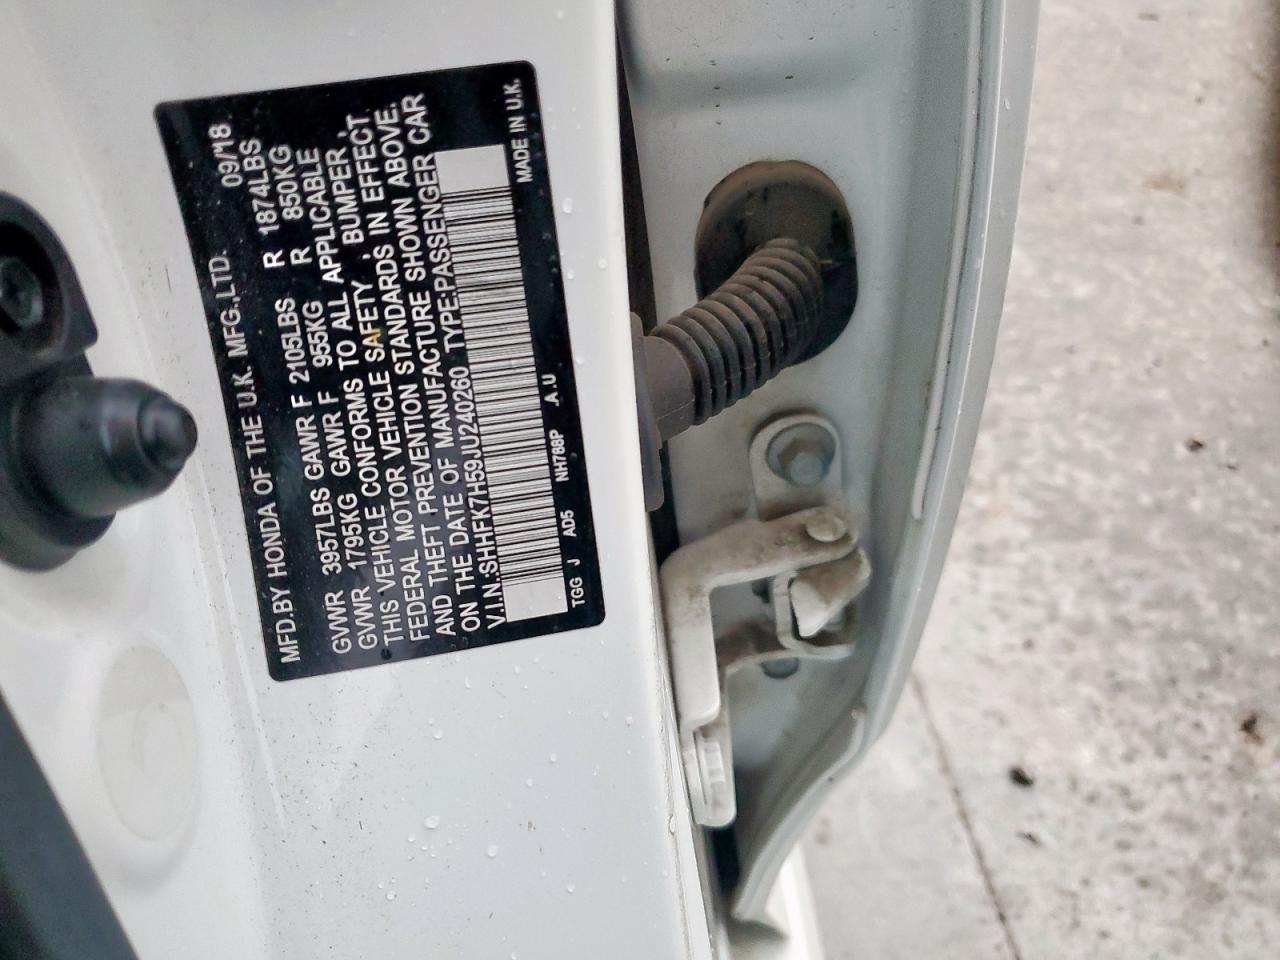 MFD.BY HONDA OF THE U.K. MFG.,LTD. 09/18
GVWR 3957LBS GAWR F 2105LBS R 1874LBS
GVWR 1795KG GAWR F 955KG R 850KG
THIS VEHICLE CONFORMS TO ALL APPLICABLE
FEDERAL MOTOR VEHICLE SAFETY, BUMPER,
AND THEFT PREVENTION STANDARDS IN EFFECT
ON THE DATE OF MANUFACTURE SHOWN ABOVE.
V.I.N.:SHHFK7H59JU240260 TYPE:PASSENGER CAR
TGG J AD5 NH788P .A.U MADE IN U.K.